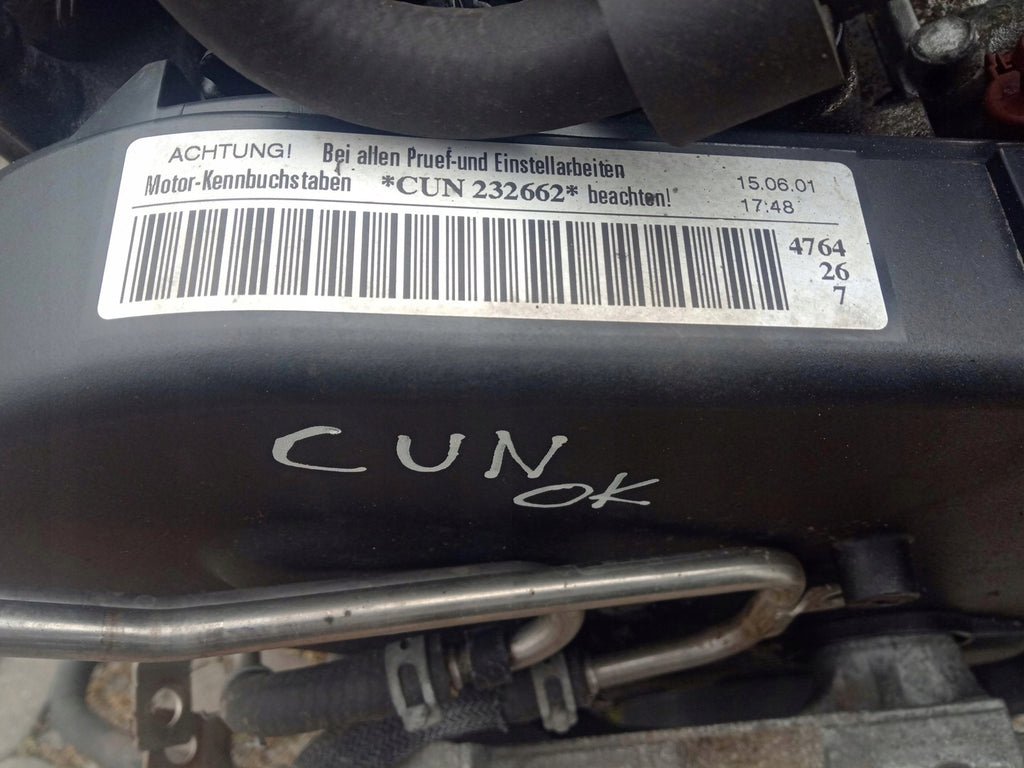 ACHTUNG! Bei allen Pruef-und Einstellarbeiten
Motor-Kennbuchstaben *CUN 232662* beachten!
15.06.01
17:48
4764
26
7
CUN
OK